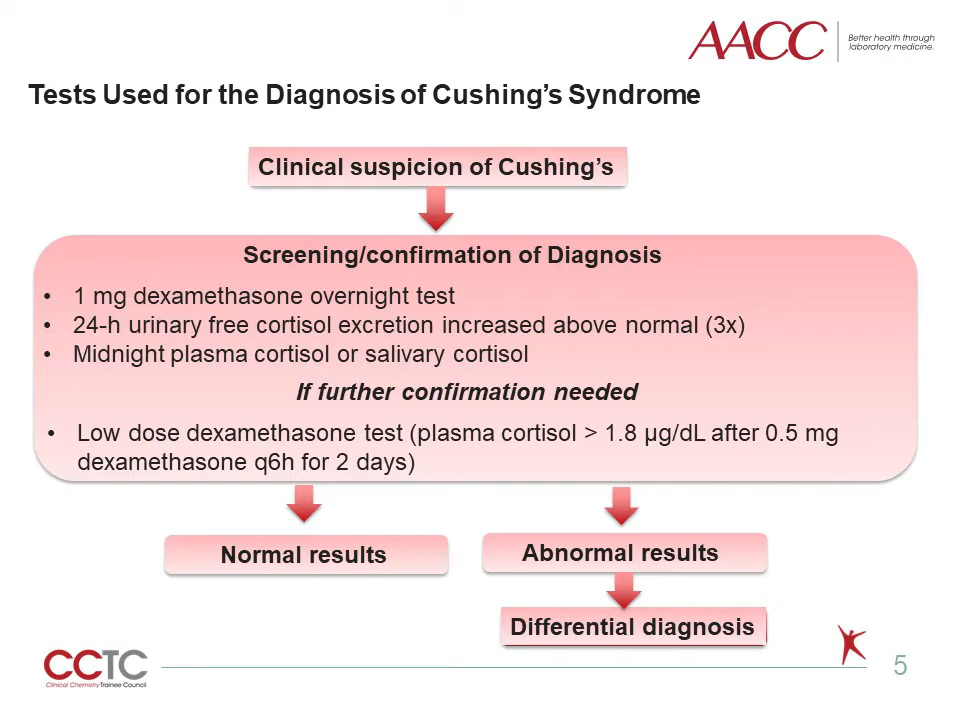 AACC
Better health through
laboratory medicine.
Tests Used for the Diagnosis of Cushing’s Syndrome
Clinical suspicion of Cushing’s
Screening/confirmation of Diagnosis
• 1 mg dexamethasone overnight test
• 24-h urinary free cortisol excretion increased above normal (3x)
• Midnight plasma cortisol or salivary cortisol
If further confirmation needed
• Low dose dexamethasone test (plasma cortisol > 1.8 µg/dL after 0.5 mg
dexamethasone q6h for 2 days)
Normal results
Abnormal results
Differential diagnosis
CCTC
Clinical Chemistry Trainee Council
5